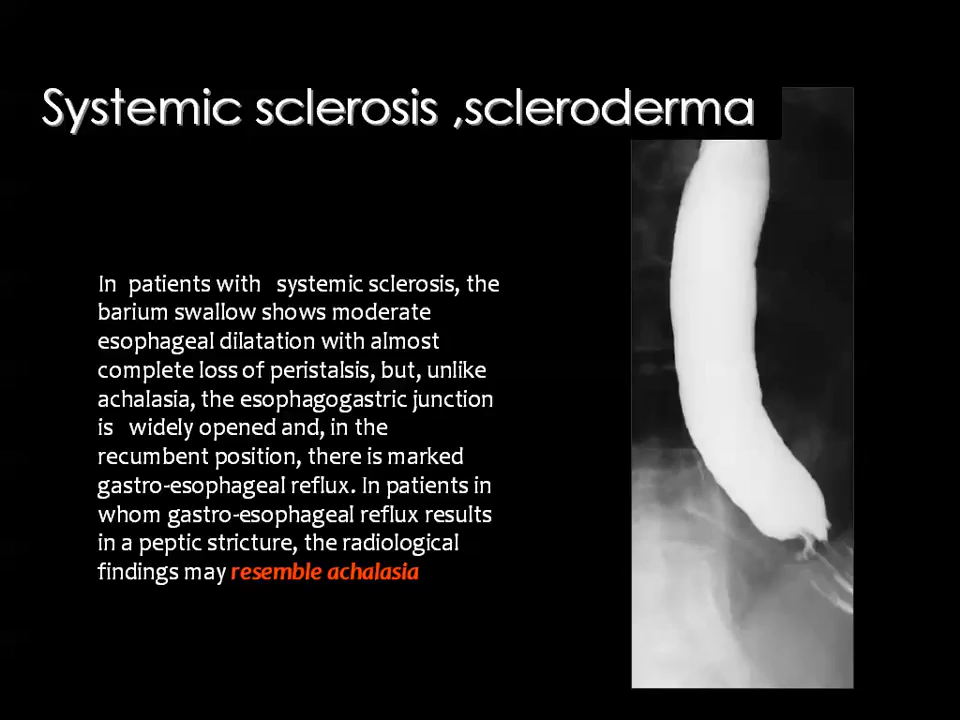 Systemic sclerosis ,scleroderma
In patients with systemic sclerosis, the
barium swallow shows moderate
esophageal dilatation with almost
complete loss of peristalsis, but, unlike
achalasia, the esophagogastric junction
is widely opened and, in the
recumbent position, there is marked
gastro-esophageal reflux. In patients in
whom gastro-esophageal reflux results
in a peptic stricture, the radiological
findings may resemble achalasia